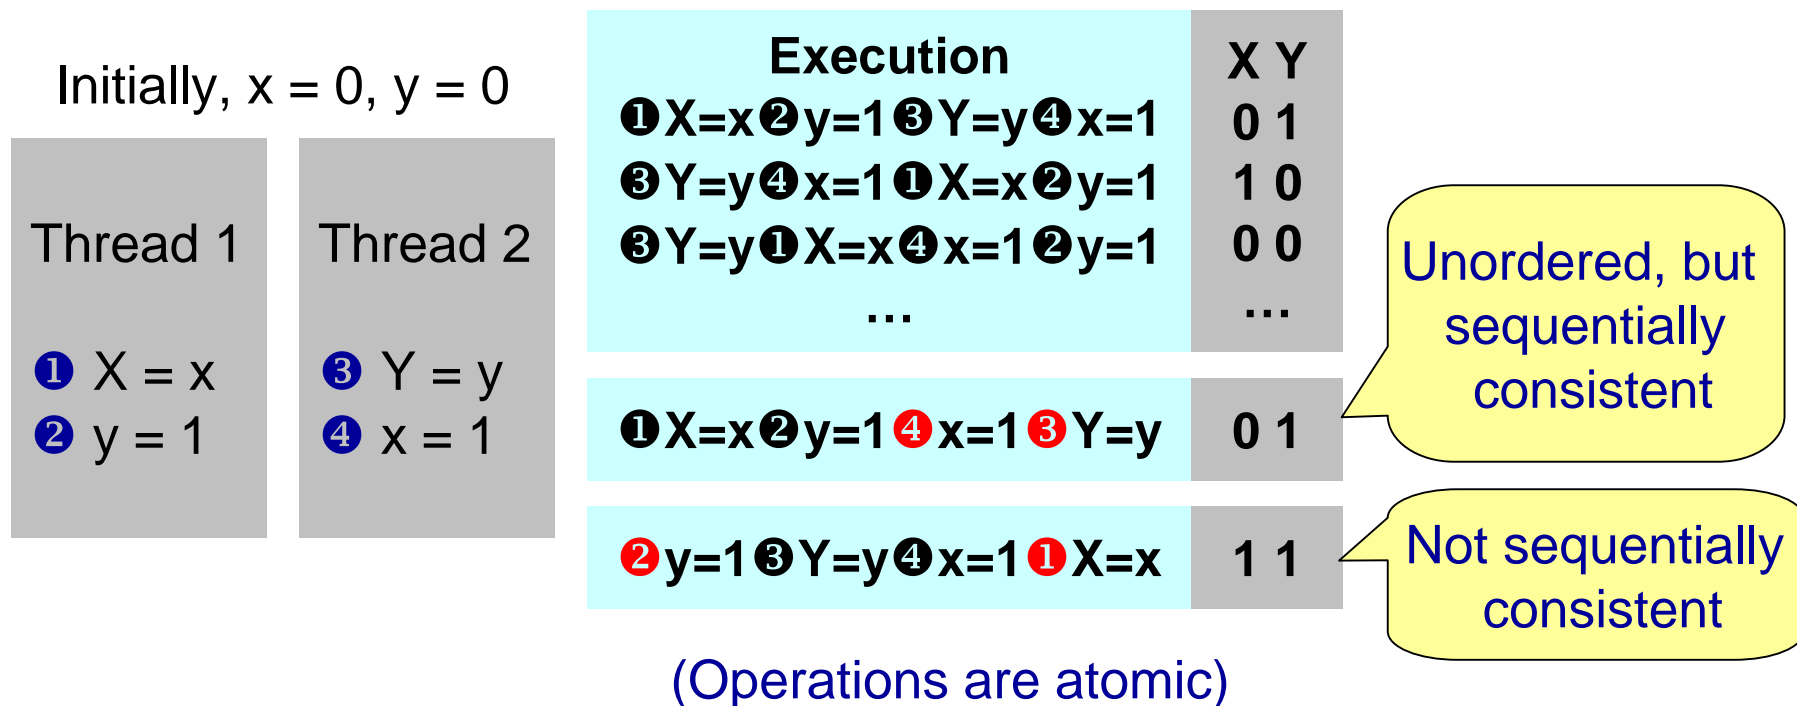 Initially, x = 0, y = 0
Thread 1
❶ X = x
❷ y = 1
Thread 2
❸ Y = y
❹ x = 1
Execution
X Y
❶X=x❷y=1❸Y=y❹x=1
0 1
❸Y=y❹x=1❶X=x❷y=1
1 0
❸Y=y❶X=x❹x=1❷y=1
0 0
...
...
❶X=x❷y=1❹x=1❸Y=y
0 1
❷y=1❸Y=y❹x=1❶X=x
1 1
Unordered, but
sequentially
consistent
Not sequentially
consistent
(Operations are atomic)